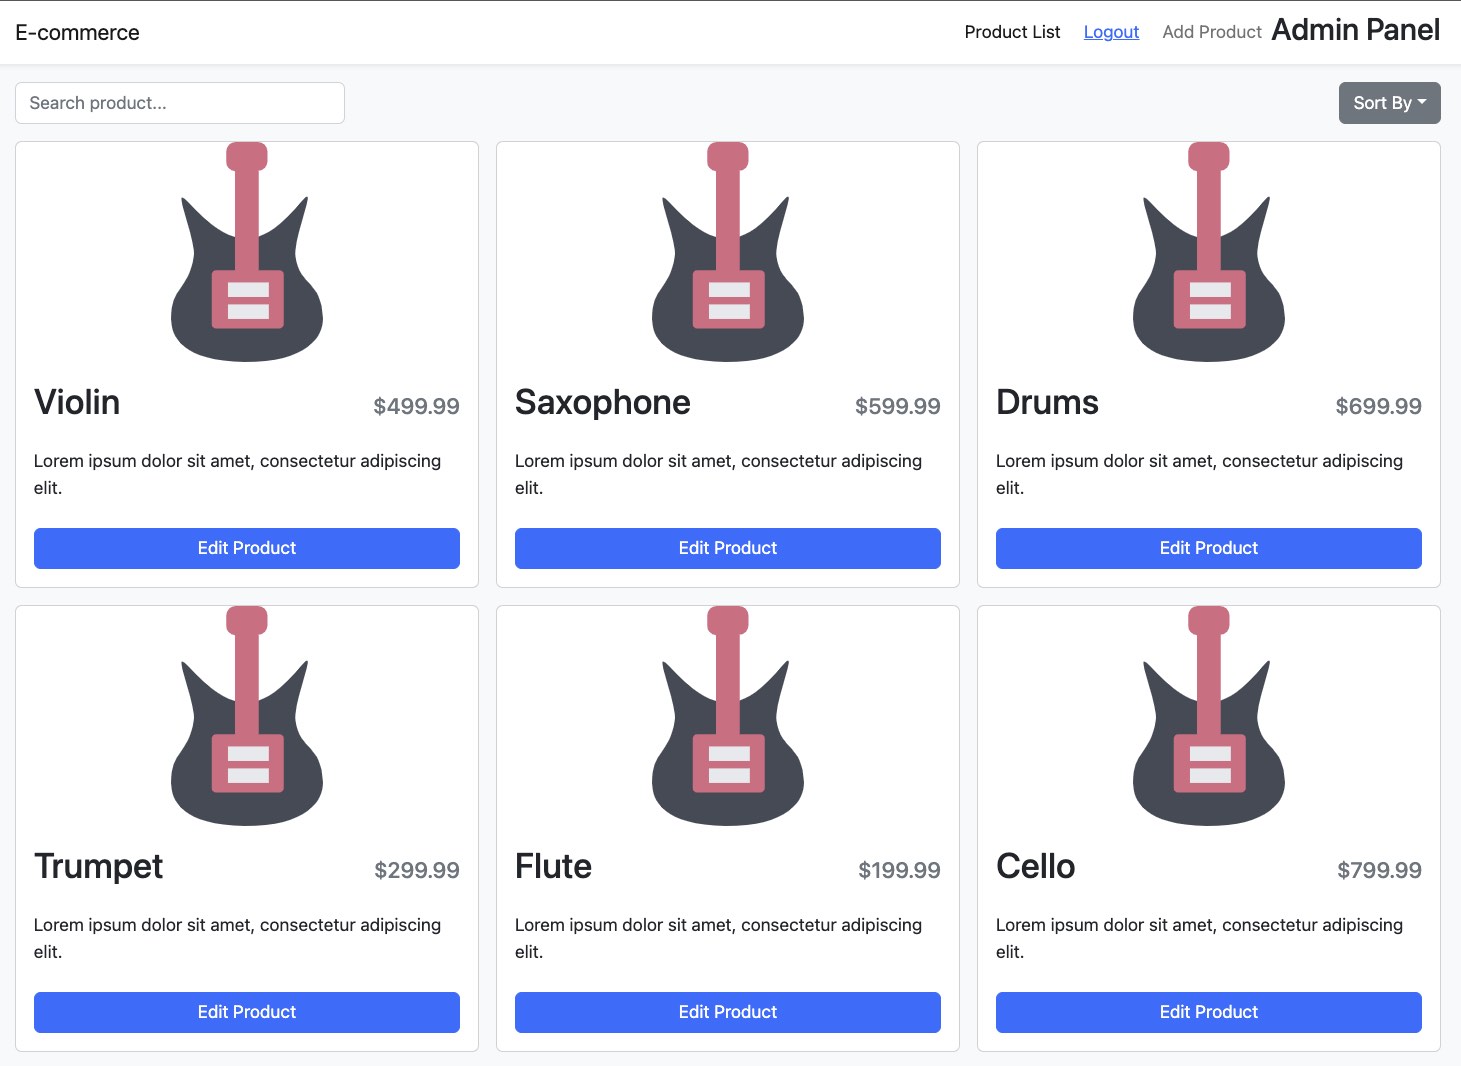 E-commerce
Product List Logout Add Product Admin Panel
Search product...
Sort By
Violin $499.99
Lorem ipsum dolor sit amet, consectetur adipiscing
elit.
Edit Product
Saxophone $599.99
Lorem ipsum dolor sit amet, consectetur adipiscing
elit.
Edit Product
Drums $699.99
Lorem ipsum dolor sit amet, consectetur adipiscing
elit.
Edit Product
Trumpet $299.99
Lorem ipsum dolor sit amet, consectetur adipiscing
elit.
Edit Product
Flute $199.99
Lorem ipsum dolor sit amet, consectetur adipiscing
elit.
Edit Product
Cello $799.99
Lorem ipsum dolor sit amet, consectetur adipiscing
elit.
Edit Product